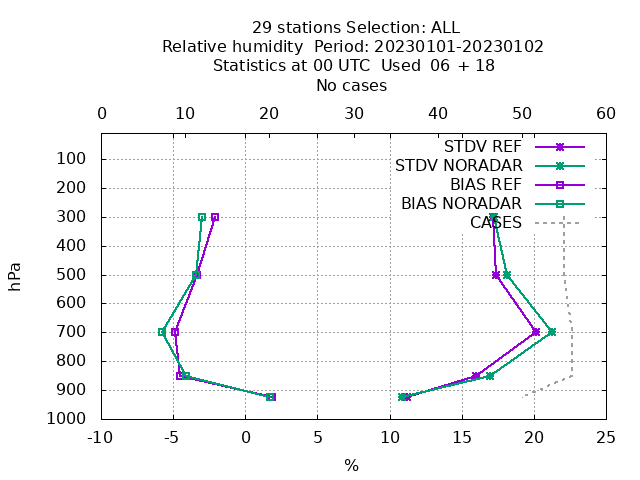 29 stations Selection: ALL
Relative humidity  Period: 20230101-20230102
Statistics at 00 UTC  Used  06 + 18
No cases
0 10 20 30 40 50 60
STDV REF
STDV NORADAR
BIAS REF
BIAS NORADAR
CASES
hPa
100
200
300
400
500
600
700
800
900
1000
-10 -5 0 5 10 15 20 25
%